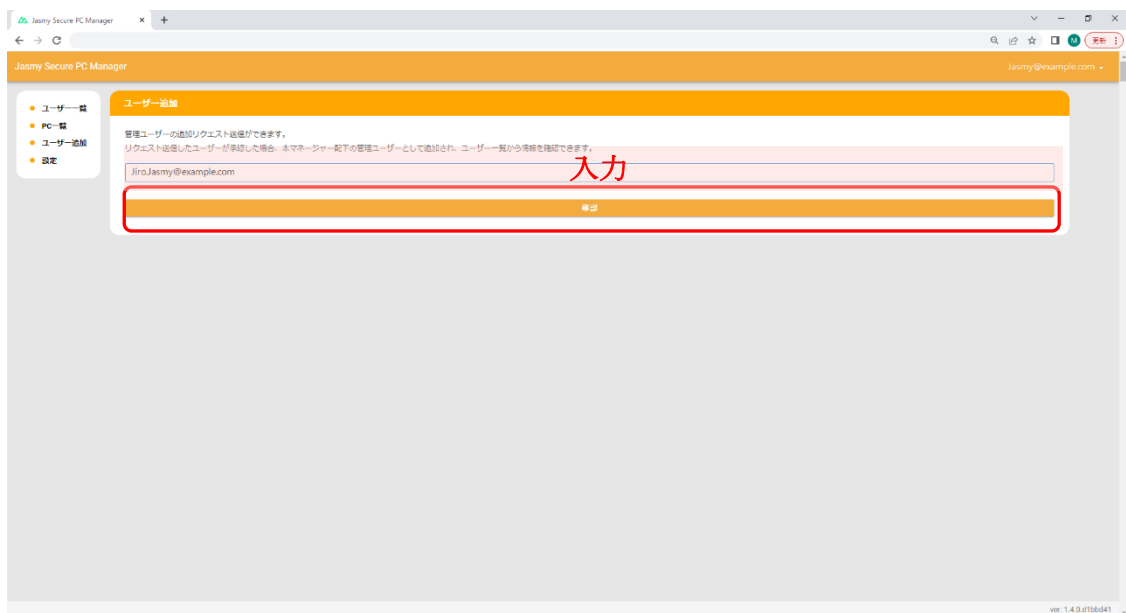 Jasmy Secure PC Manager
更新
Jasmy Secure PC Manager
Jasmy@example.com
ユーザー一覧
PC一覧
ユーザー追加
設定
ユーザー追加
管理ユーザーの追加リクエスト送信ができます。
リクエスト送信したユーザーが承認した場合、本マネージャー配下の管理ユーザーとして追加され、ユーザー一覧から情報を確認できます。
入力
Jiro.Jasmy@example.com
確認
ver: 1.4.0.d1bbd41